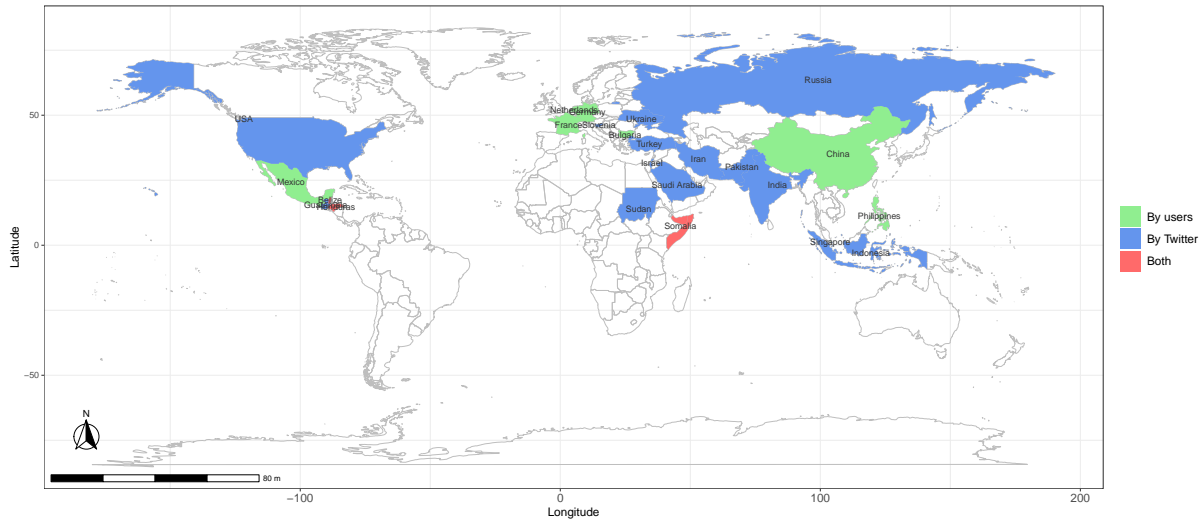 Russia
Netherlands
Germany
USA
Ukraine
France
Slovenia
Bulgaria
Turkey
China
Israel
Iran
Pakistan
Mexico
Saudi Arabia
India
Belize
Guatemala
Honduras
Sudan
Philippines
Somalia
Singapore
Indonesia
50
0
−50
Latitude
N
80 m
−100
0
100
200
Longitude
By users
By Twitter
Both